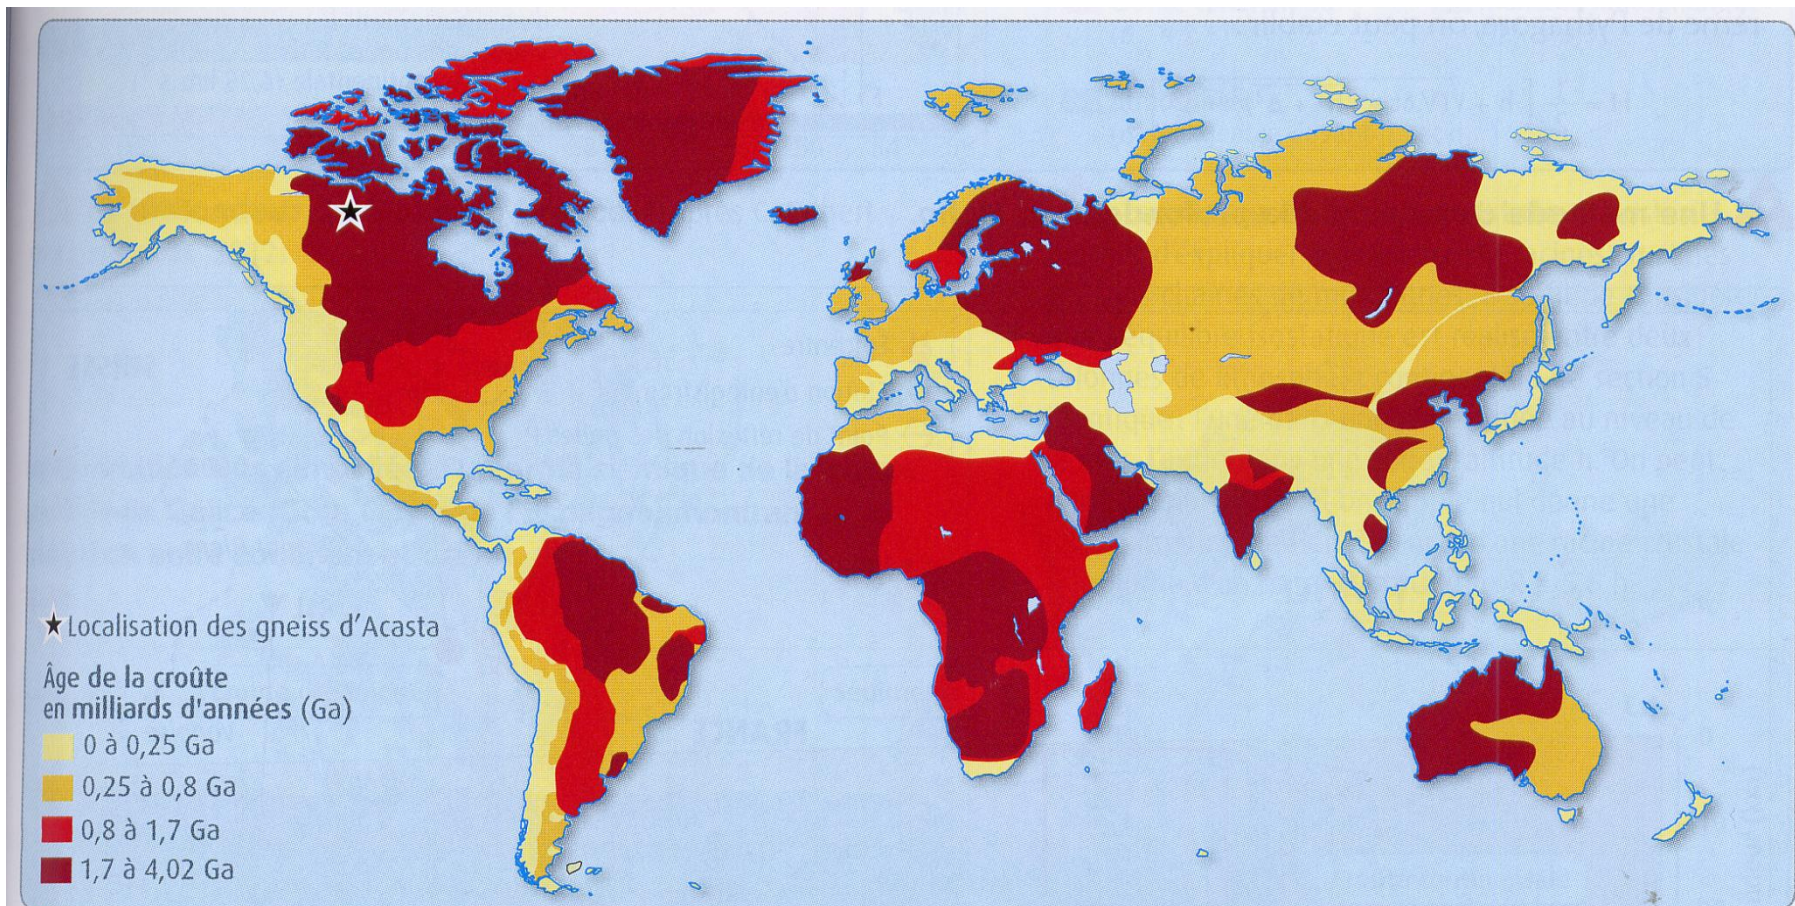 Localisation des gneiss d'Acasta
Âge de la croûte
en milliards d'années (Ga)
0 à 0,25 Ga
0,25 à 0,8 Ga
0,8 à 1,7 Ga
1,7 à 4,02 Ga